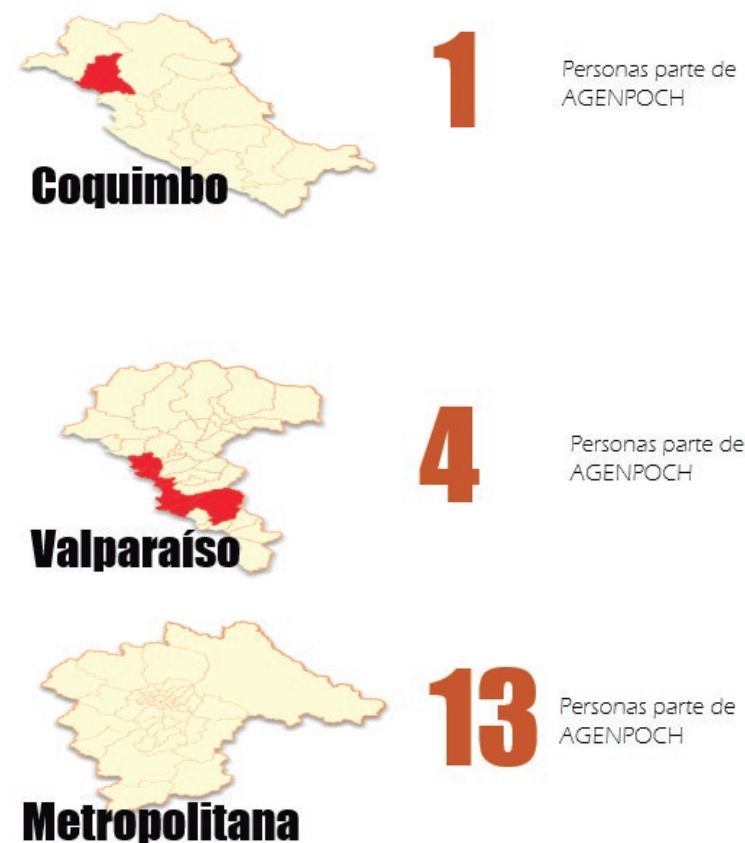 Coquimbo
1
Personas parte de
AGENPOCH
Valparaíso
4
Personas parte de
AGENPOCH
Metropolitana
13
Personas parte de
AGENPOCH